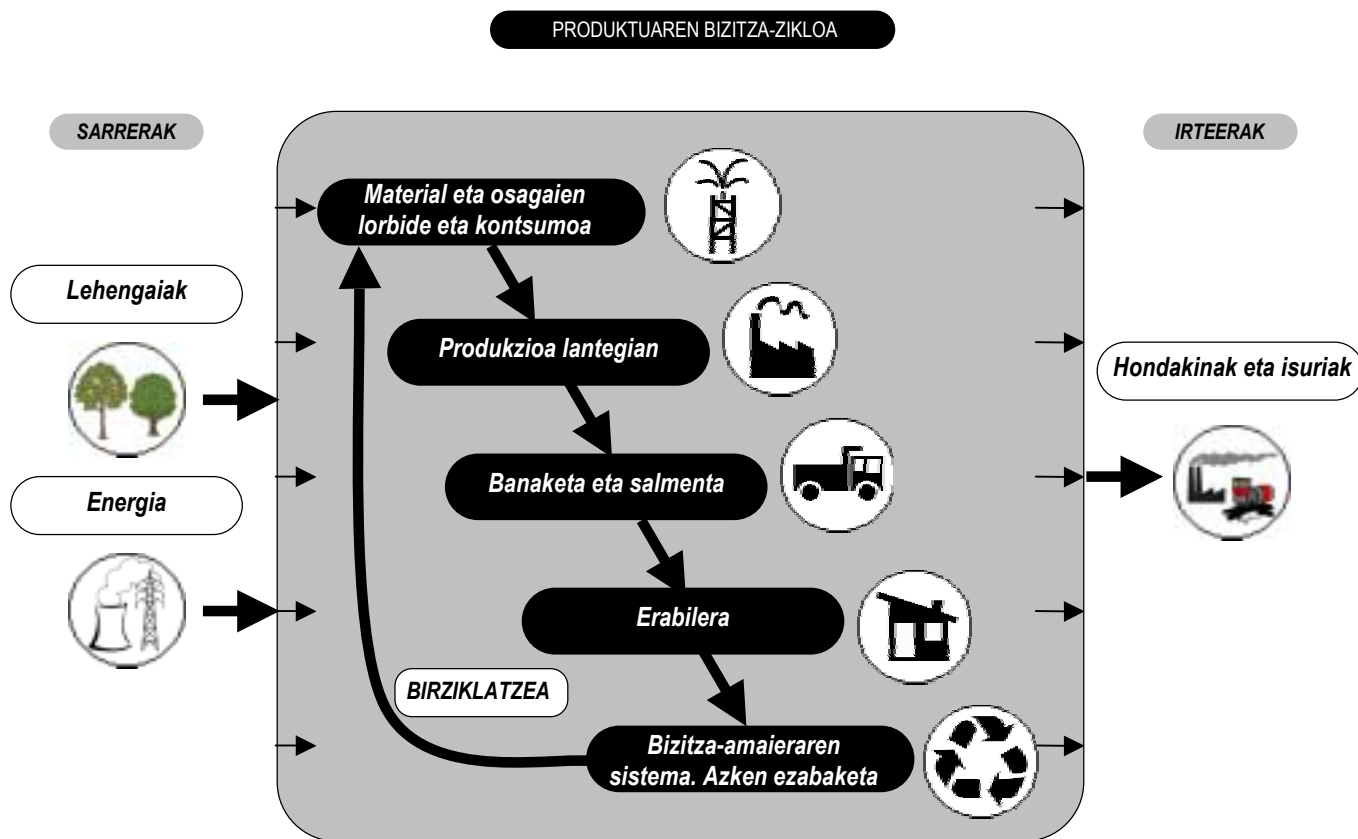 PRODUKTUAREN BIZITZA-ZIKLOA
SARRERAK
IRTEERAK
Material eta osagaien
lorbide eta kontsumoa
Lehengaiak
Produkzioa lantegian
Hondakinak eta isuriak
Banaketa eta salmenta
Energia
Erabilera
BIRZIKLATZEA
Bizitza-amaieraren
sistema. Azken ezabaketa